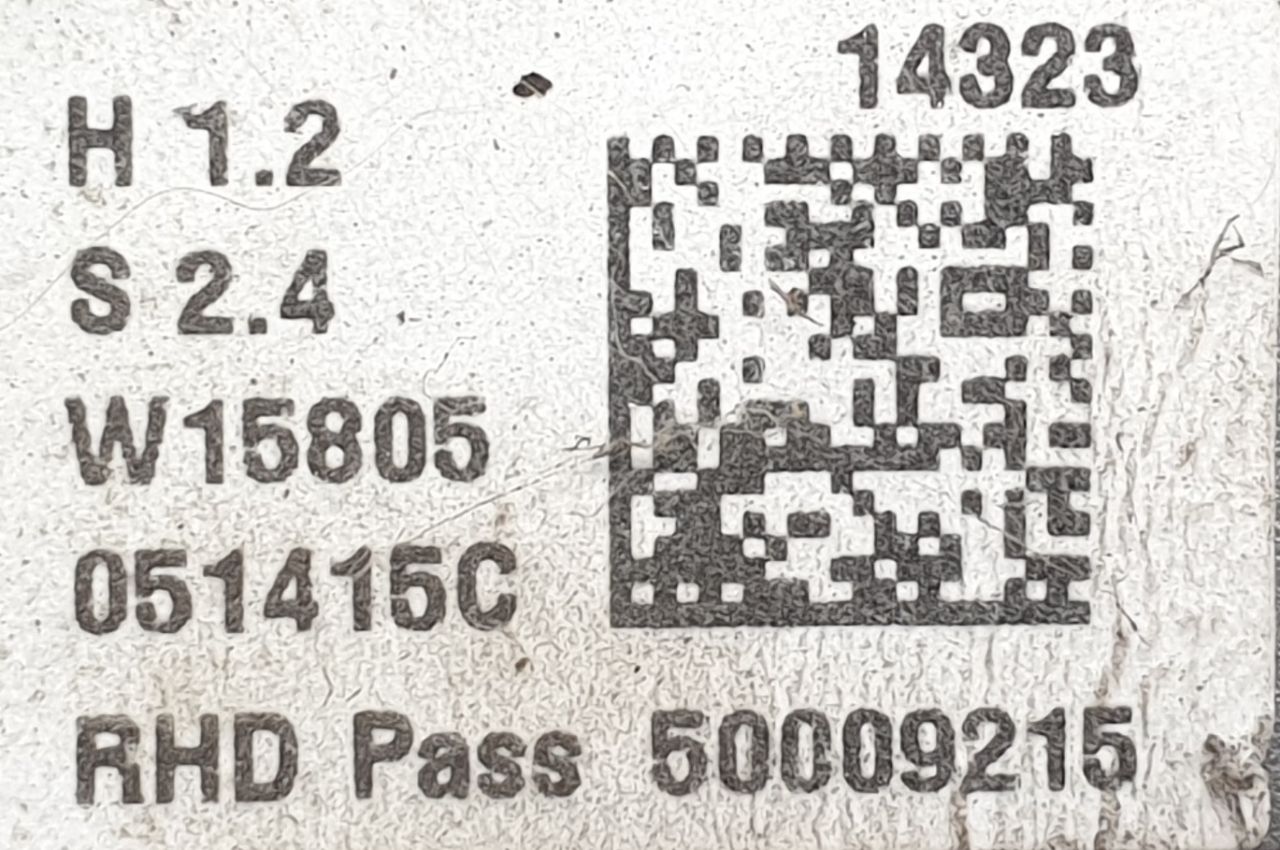 14323
H 1.2
S 2.4
W15805
051415C
RHD Pass 50009215